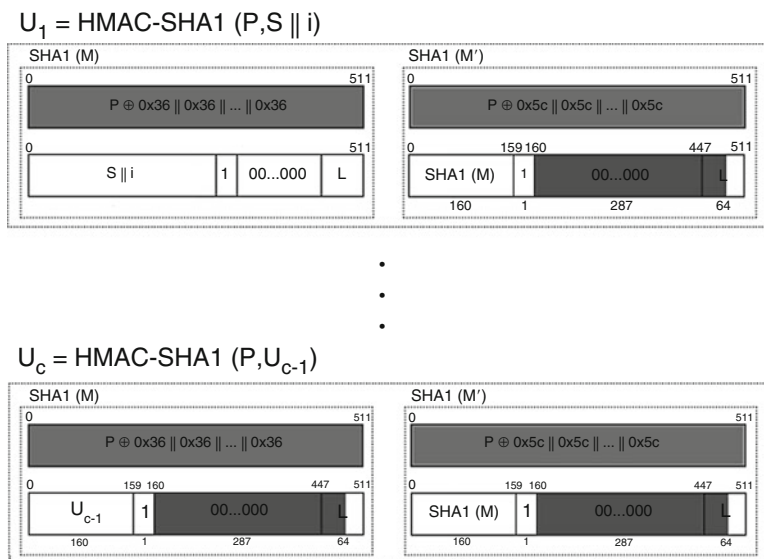 U1 = HMAC-SHA1 (P,S || i)
SHA1 (M) SHA1 (M′)
0 511 0 511
P ⊕ 0x36 || 0x36 || ... || 0x36 P ⊕ 0x5c || 0x5c || ... || 0x5c
0 511 0 159 160 447 511
S || i 1 00...000 L SHA1 (M) 1 00...000 L
160 1 287 64
.
.
.
Uc = HMAC-SHA1 (P,Uc-1)
SHA1 (M) SHA1 (M′)
0 511 0 511
P ⊕ 0x36 || 0x36 || ... || 0x36 P ⊕ 0x5c || 0x5c || ... || 0x5c
0 159 160 447 511 0 159 160 447 511
Uc-1 1 00...000 L SHA1 (M) 1 00...000 L
160 1 287 64 160 1 287 64